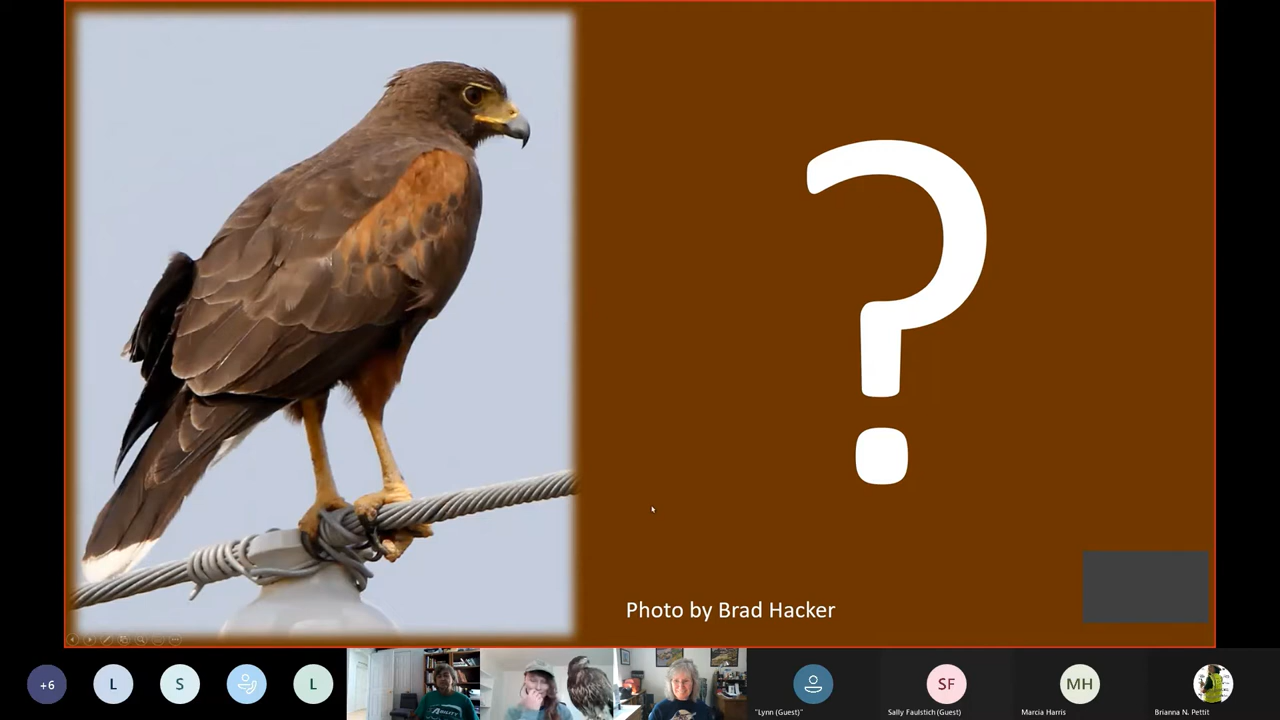 ?
Photo by Brad Hacker
+6
L
S
L
SF
MH
"Lynn (Guest)"
Sally Faulstich (Guest)
Marcia Harris
Brianna N. Pettit